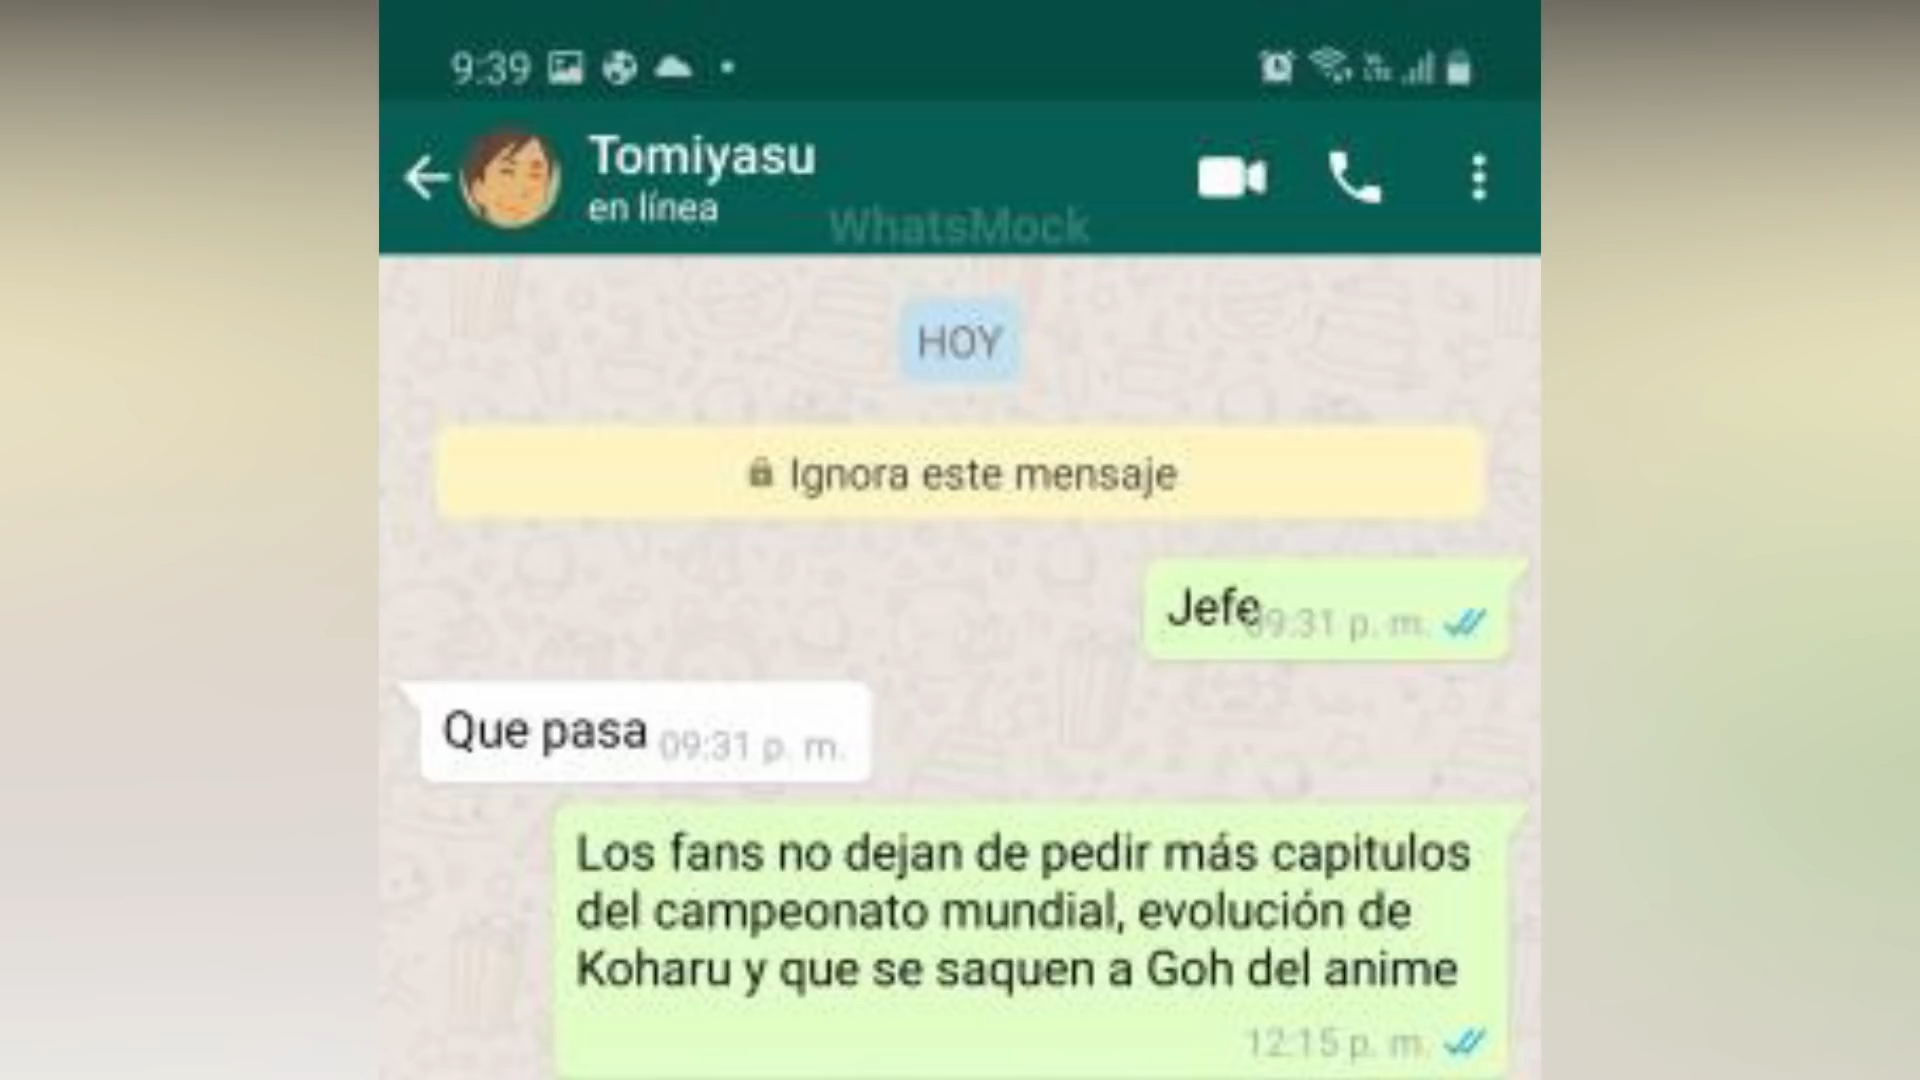 9:39
Tomiyasu
en línea
WhatsMock
HOY
Ignora este mensaje
Jefe 09:31 p. m.
Que pasa 09:31 p. m.
Los fans no dejan de pedir más capitulos
del campeonato mundial, evolución de
Koharu y que se saquen a Goh del anime
12:15 p. m.